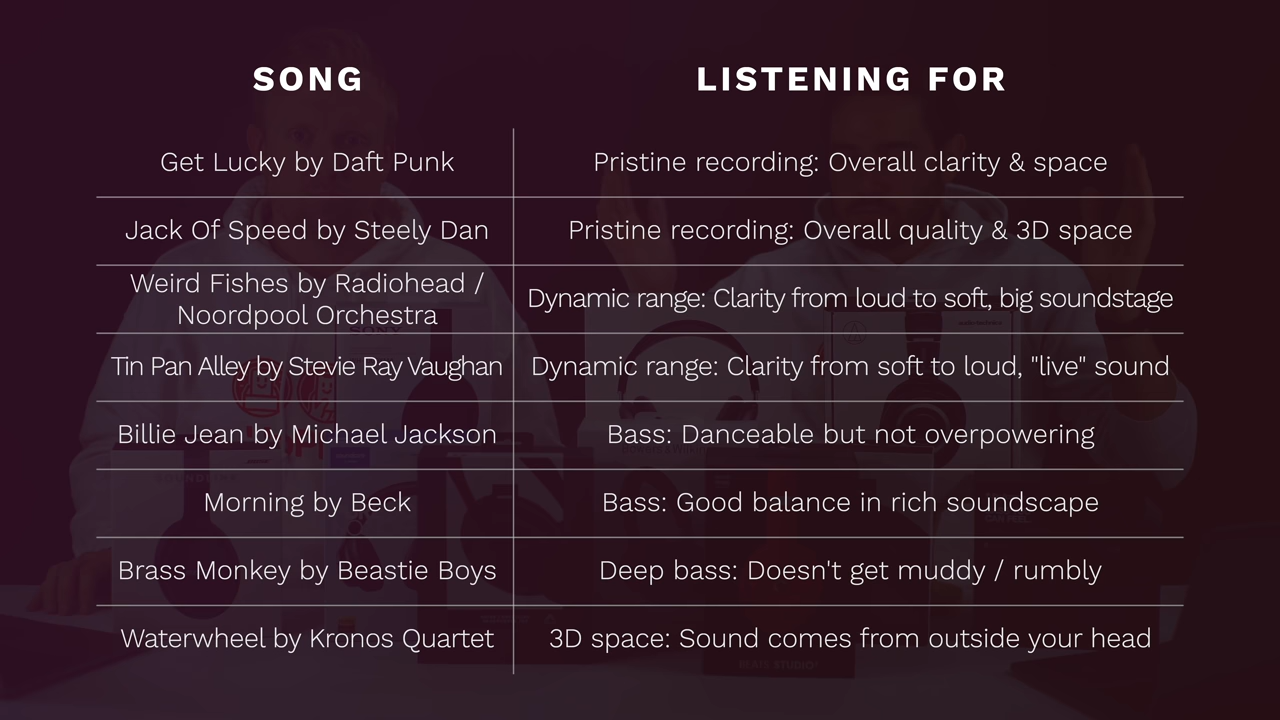 SONG
LISTENING FOR
Get Lucky by Daft Punk
Pristine recording: Overall clarity & space
Jack Of Speed by Steely Dan
Pristine recording: Overall quality & 3D space
Weird Fishes by Radiohead /
Noordpool Orchestra
Dynamic range: Clarity from loud to soft, big soundstage
Tin Pan Alley by Stevie Ray Vaughan
Dynamic range: Clarity from soft to loud, "live" sound
Billie Jean by Michael Jackson
Bass: Danceable but not overpowering
Morning by Beck
Bass: Good balance in rich soundscape
Brass Monkey by Beastie Boys
Deep bass: Doesn't get muddy / rumbly
Waterwheel by Kronos Quartet
3D space: Sound comes from outside your head
SONY
BEATS STUDIO³